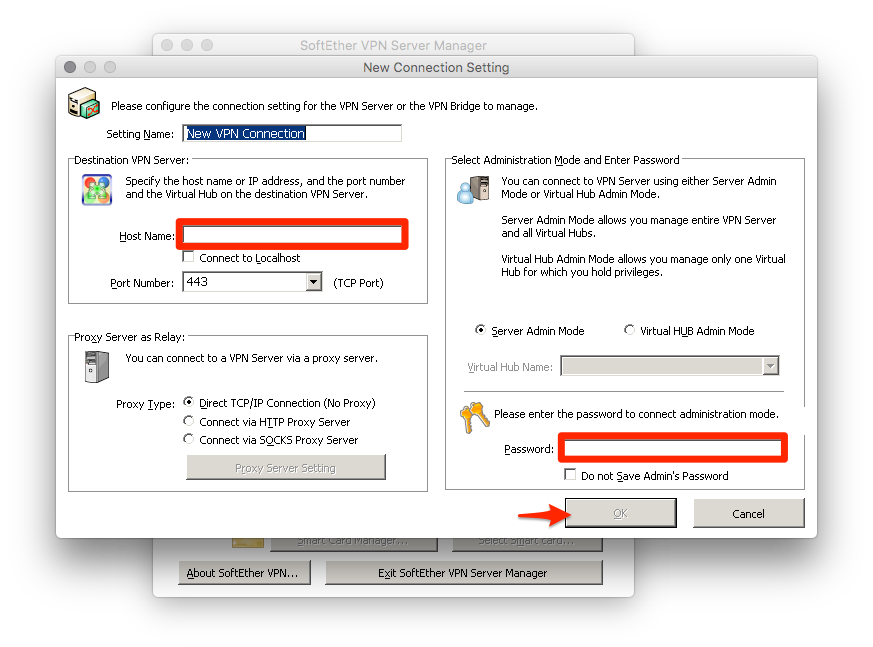 SoftEther VPN Server Manager
New Connection Setting
Please configure the connection setting for the VPN Server or the VPN Bridge to manage.
Setting Name: New VPN Connection
Destination VPN Server:
Specify the host name or IP address, and the port number
and the Virtual Hub on the destination VPN Server.
Host Name:
Connect to Localhost
Port Number: 443 (TCP Port)
Proxy Server as Relay:
You can connect to a VPN Server via a proxy server.
Proxy Type: Direct TCP/IP Connection (No Proxy)
Connect via HTTP Proxy Server
Connect via SOCKS Proxy Server
Proxy Server Setting
Select Administration Mode and Enter Password
You can connect to VPN Server using either Server Admin
Mode or Virtual Hub Admin Mode.
Server Admin Mode allows you manage entire VPN Server
and all Virtual Hubs.
Virtual Hub Admin Mode allows you manage only one Virtual
Hub for which you hold privileges.
Server Admin Mode Virtual HUB Admin Mode
Virtual Hub Name:
Please enter the password to connect administration mode.
Password:
Do not Save Admin's Password
OK Cancel
Smart Card Manager... Select Smart Card...
About SoftEther VPN... Exit SoftEther VPN Server Manager